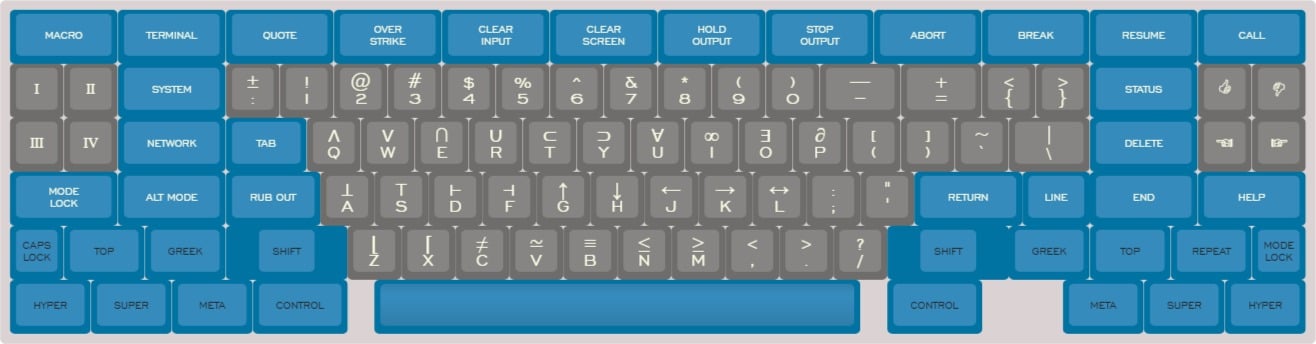 MACRO TERMINAL QUOTE OVER STRIKE CLEAR INPUT CLEAR SCREEN HOLD OUTPUT STOP OUTPUT ABORT BREAK RESUME CALL
I II SYSTEM ± : ! | @ 2 # 3 $ 4 % 5 ^ 6 & 7 * 8 ( 9 ) 0 — – + = < { > } STATUS 👍 👎
III IV NETWORK TAB Λ Q V W ∩ E U R ⊂ T ⊃ Y ∀ U ∞ I ∃ O ∂ P [ ( ] ) ~ ` | \ DELETE ☜ ☞
MODE LOCK ALT MODE RUB OUT ⊥ A ⊤ S ⊢ D ⊣ F ↑ G ↓ H ← J → K ↔ L : ; " ' RETURN LINE END HELP
CAPS LOCK TOP GREEK SHIFT ⌊ Z ⌈ X ≠ C ≃ V ≡ B ≤ N ≥ M < , > . ? / SHIFT GREEK TOP REPEAT MODE LOCK
HYPER SUPER META CONTROL CONTROL META SUPER HYPER